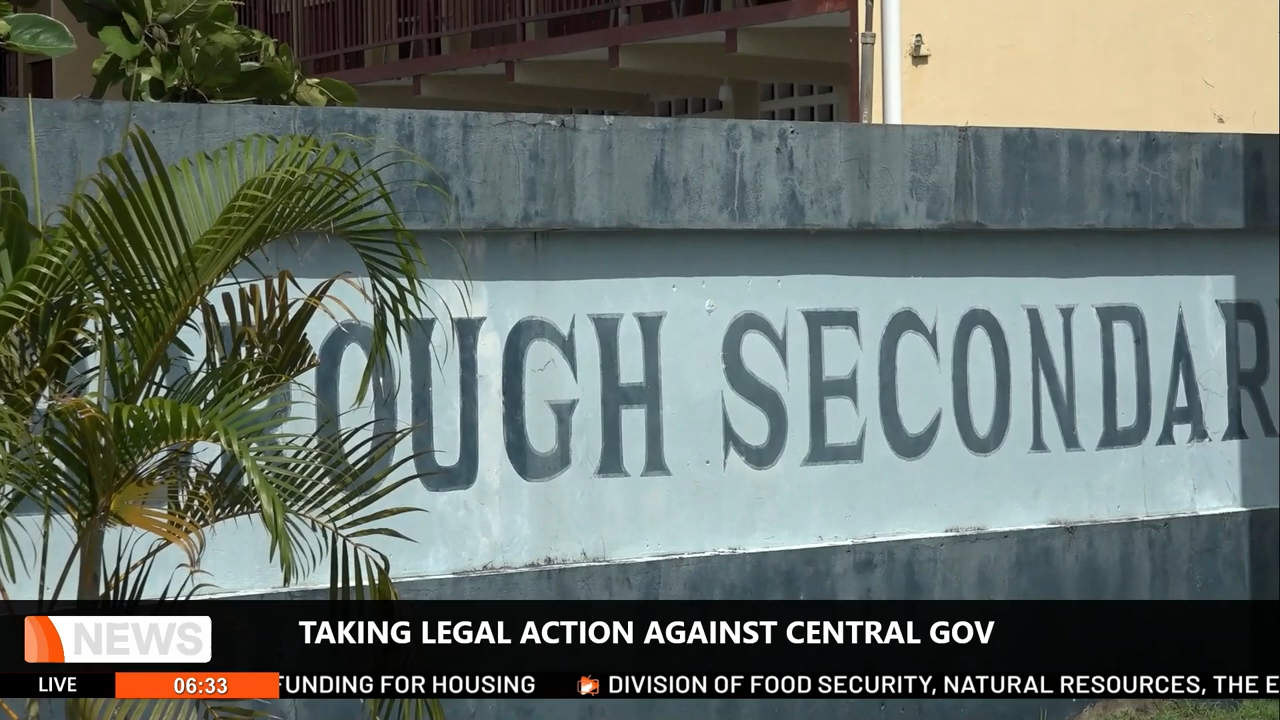 OUGH SECONDAR
NEWS
TAKING LEGAL ACTION AGAINST CENTRAL GOV
LIVE
06:33
FUNDING FOR HOUSING
DIVISION OF FOOD SECURITY, NATURAL RESOURCES, THE E